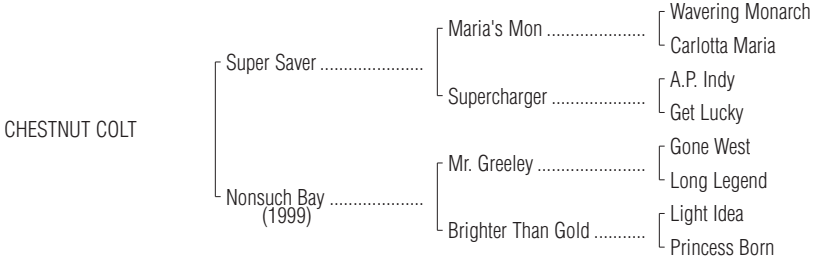 Wavering Monarch
Maria's Mon .....................
Carlotta Maria
Super Saver ......................
A.P. Indy
Supercharger ....................
Get Lucky
CHESTNUT COLT
Gone West
Mr. Greeley .......................
Long Legend
Nonsuch Bay ....................
(1999)
Light Idea
Brighter Than Gold ...........
Princess Born